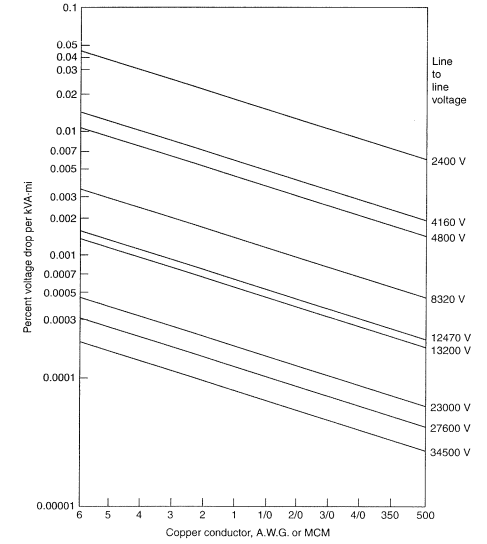 0.1
0.05
0.04
0.03
0.02
0.01
0.007
0.005
0.003
0.002
0.001
0.0007
0.0005
0.0003
0.0001
0.00001
Percent voltage drop per kVA·mi
Line
to
line
voltage
2400 V
4160 V
4800 V
8320 V
12470 V
13200 V
23000 V
27600 V
34500 V
6 5 4 3 2 1 1/0 2/0 3/0 4/0 350 500
Copper conductor, A.W.G. or MCM